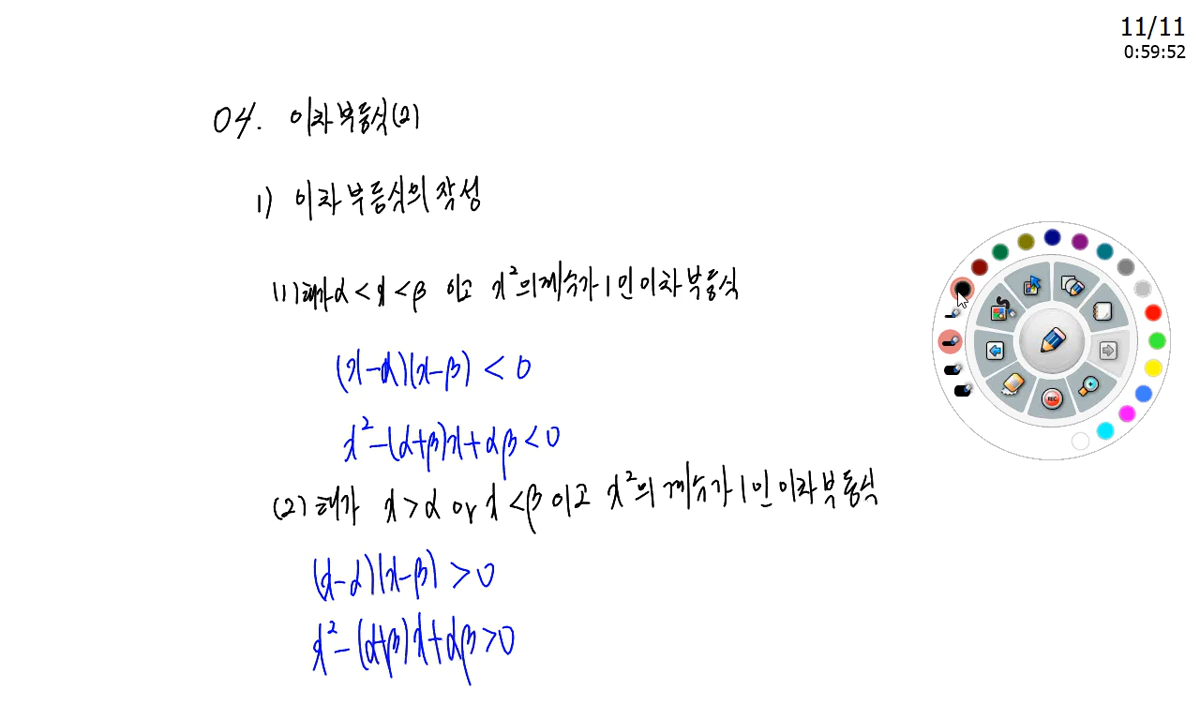 11/11
0:59:52
04. 이차부등식(2)
1) 이차부등식의 작성
(1) 해가 α < x < β 이고 x²의 계수가 1인 이차부등식
(x-α)(x-β) < 0
x²-(α+β)x+αβ<0
(2) 해가 x>α or x<β 이고 x²의 계수가 1인 이차부등식
(x-α)(x-β) > 0
x²-(α+β)x+αβ>0
REC